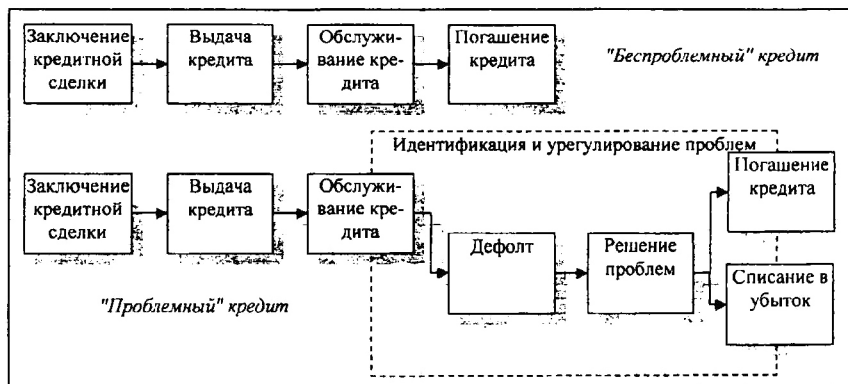 Заключение
кредитной
сделки
Выдача
кредита
Обслужи-
вание кре-
дита
Погашение
кредита
"Беспроблемный" кредит
Идентификация и урегулирование проблем
Заключение
кредитной
сделки
Выдача
кредита
Обслужи-
вание кре-
дита
Дефолт
Решение
проблем
Погашение
кредита
Списание в
убыток
"Проблемный" кредит